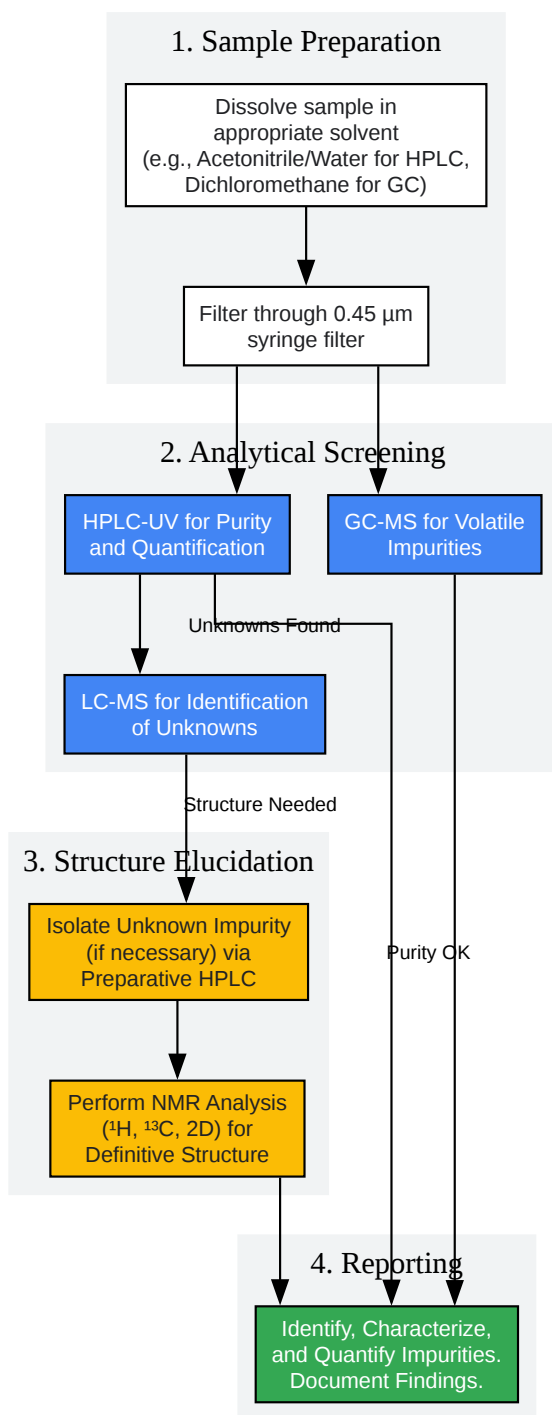 1. Sample Preparation
Dissolve sample in
appropriate solvent
(e.g., Acetonitrile/Water for HPLC,
Dichloromethane for GC)
Filter through 0.45 µm
syringe filter
2. Analytical Screening
HPLC-UV for Purity
and Quantification
GC-MS for Volatile
Impurities
Unknowns Found
LC-MS for Identification
of Unknowns
Structure Needed
3. Structure Elucidation
Isolate Unknown Impurity
(if necessary) via
Preparative HPLC
Purity OK
Perform NMR Analysis
(¹H, ¹³C, 2D) for
Definitive Structure
4. Reporting
Identify, Characterize,
and Quantify Impurities.
Document Findings.